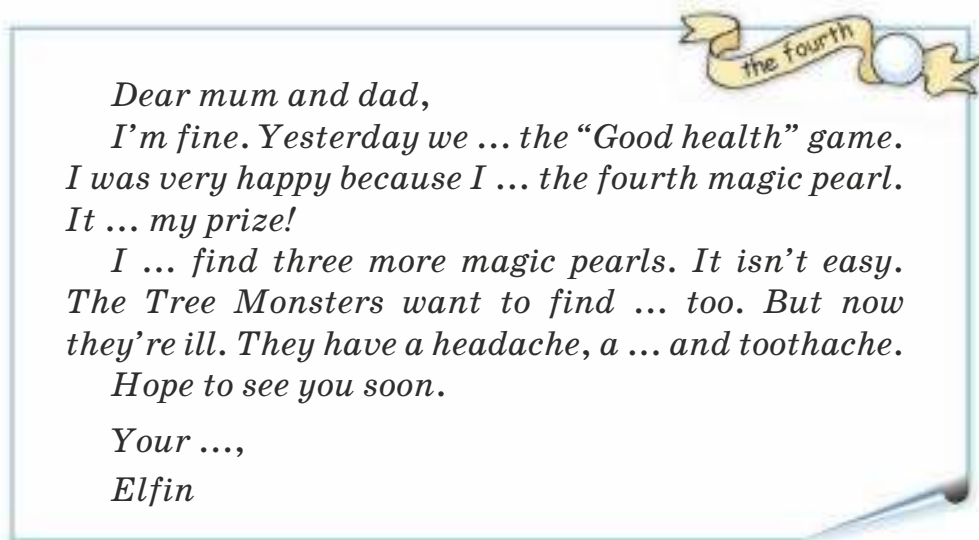 the fourth
Dear mum and dad,
I'm fine. Yesterday we ... the “Good health” game.
I was very happy because I ... the fourth magic pearl.
It ... my prize!
I ... find three more magic pearls. It isn't easy.
The Tree Monsters want to find ... too. But now
they're ill. They have a headache, a ... and toothache.
Hope to see you soon.
Your ...,
Elfin